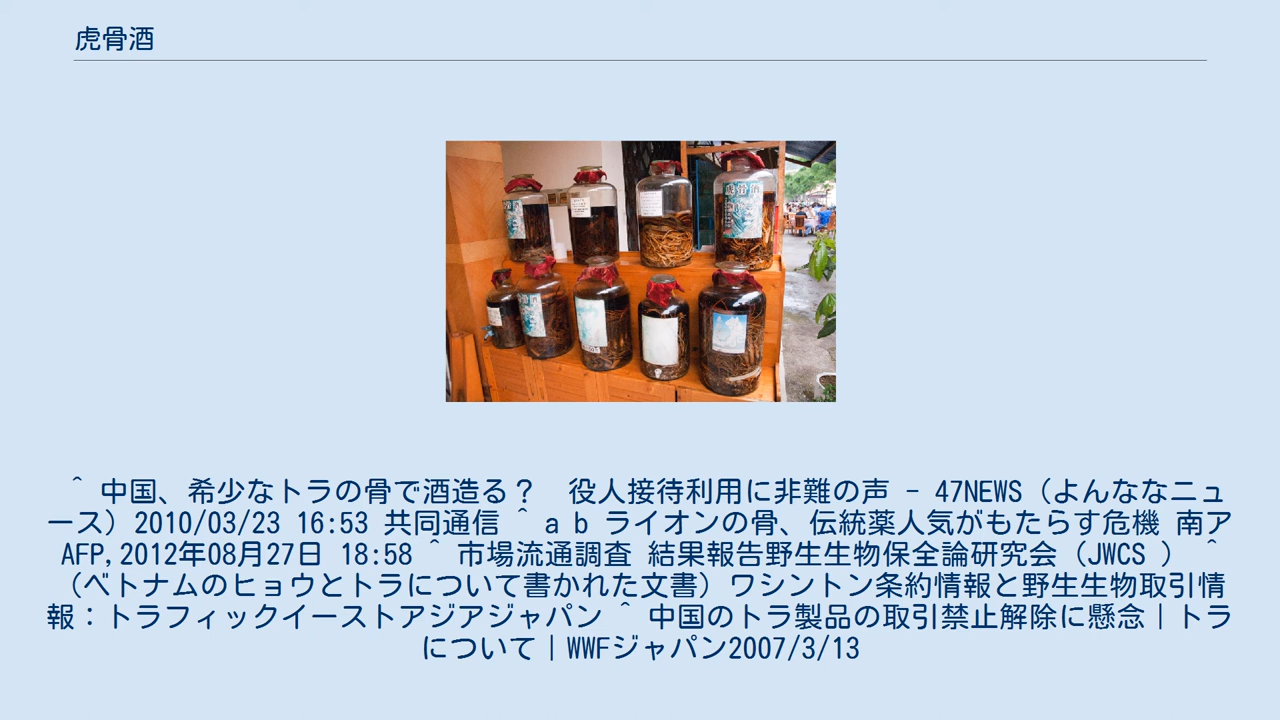 虎骨酒
虎骨酒
^ 中国、希少なトラの骨で酒造る？　役人接待利用に非難の声 - 47NEWS（よんななニュ
ース）2010/03/23 16:53 共同通信 ^ a b ライオンの骨、伝統薬人気がもたらす危機 南ア
AFP,2012年08月27日 18:58 ^ 市場流通調査 結果報告野生生物保全論研究会（JWCS ） ^
（ベトナムのヒョウとトラについて書かれた文書）ワシントン条約情報と野生生物取引情
報：トラフィックイーストアジアジャパン ^ 中国のトラ製品の取引禁止解除に懸念｜トラ
について｜WWFジャパン2007/3/13